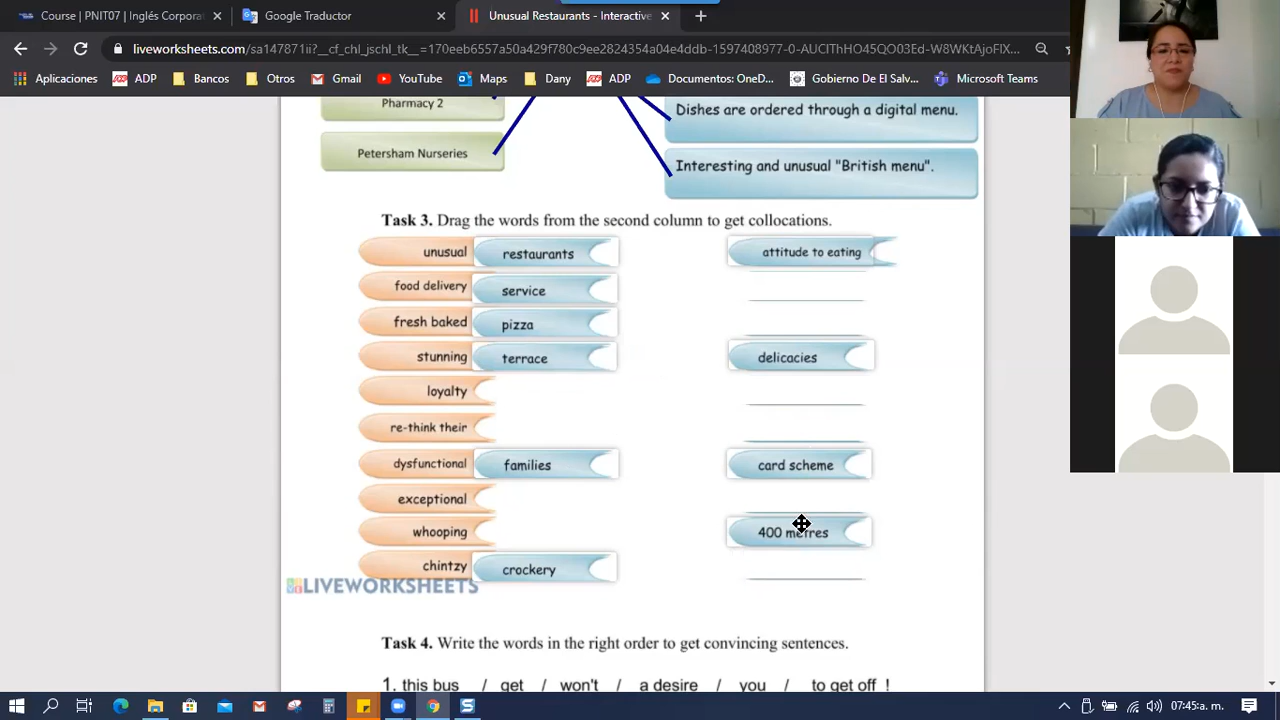 Course | PNIT07 | Inglés Corpora
Google Traductor
Unusual Restaurants - Interactive
liveworksheets.com/sa147871ii?__cf_chl_jschl_tk__=170eeb6557a50a429f780c9ee2824354a04e4ddb-1597408977-0-AUCIThHO45QO03Ed-W8WKtAjoFIX...
Aplicaciones ADP Bancos Otros Gmail YouTube Maps Dany ADP Documentos: OneD... Gobierno De El Salv... Microsoft Teams
Pharmacy 2
Dishes are ordered through a digital menu.
Petersham Nurseries
Interesting and unusual "British menu".
Task 3. Drag the words from the second column to get collocations.
unusual restaurants attitude to eating
food delivery service
fresh baked pizza
stunning terrace delicacies
loyalty
re-think their
dysfunctional families card scheme
exceptional
whooping 400 metres
chintzy crockery
LIVEWORKSHEETS
Task 4. Write the words in the right order to get convincing sentences.
1. this bus / get / won't / a desire / you / to get off !
07:45 a. m.